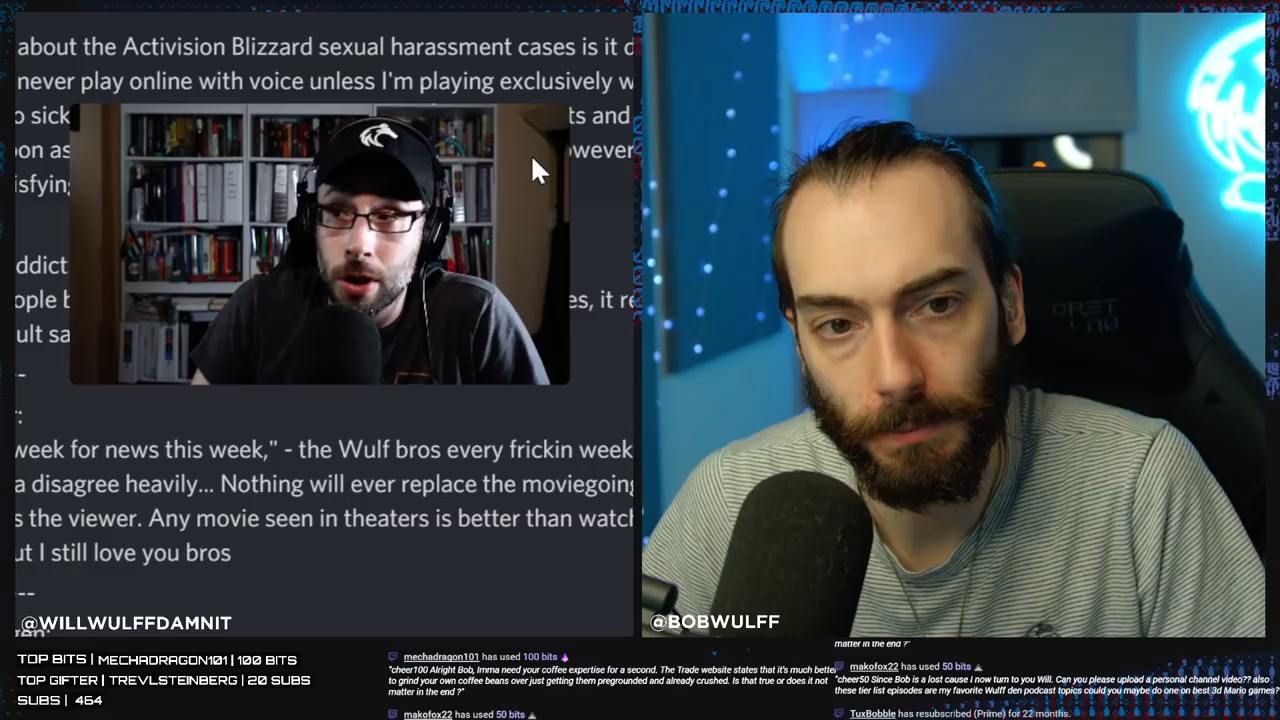 about the Activision Blizzard sexual harassment cases is it
never play online with voice unless I'm playing exclusively
sick
ts and
as
owever
isfying
ddict
ople
es, it
ult
week for news this week," - the Wulf bros every frickin week
a disagree heavily... Nothing will ever replace the moviegoing
s the viewer. Any movie seen in theaters is better than watch
ut I still love you bros
@WILLWULFFDAMNIT
@BOBWULFF
TOP BITS | MECHADRAGON101 | 100 BITS
TOP GIFTER | TREVLSTEINBERG | 20 SUBS
SUBS | 464
mechadragon101 has used 100 bits
"cheer100 Alright Bob, Imma need your coffee expertise for a second. The Trade website states that it's much better
to grind your own coffee beans over just getting them pregrounded and already crushed. Is that true or does it not
matter in the end ?"
makofox22 has used 50 bits
matter in the end ?"
makofox22 has used 50 bits
"cheer50 Since Bob is a lost cause I now turn to you Will. Can you please upload a personal channel video?? also
these tier list episodes are my favorite Wulff den podcast topics could you maybe do one on best 3d Mario games?
TuxBobble has resubscribed (Prime) for 22 months.